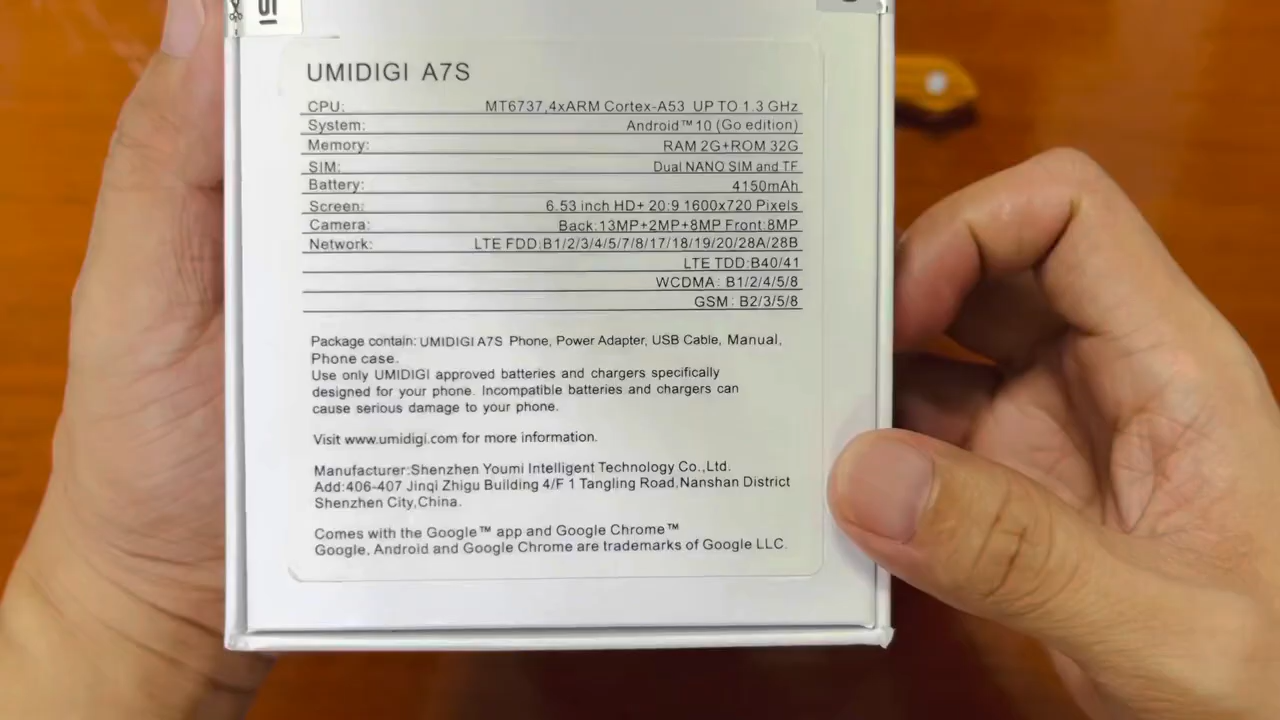 SI
UMIDIGI A7S
CPU: MT6737,4xARM Cortex-A53 UP TO 1.3 GHz
System: Android™10 (Go edition)
Memory: RAM 2G+ROM 32G
SIM: Dual NANO SIM and TF
Battery: 4150mAh
Screen: 6.53 inch HD+ 20:9 1600x720 Pixels
Camera: Back:13MP+2MP+8MP Front:8MP
Network: LTE FDD:B1/2/3/4/5/7/8/17/18/19/20/28A/28B
LTE TDD:B40/41
WCDMA: B1/2/4/5/8
GSM: B2/3/5/8
Package contain: UMIDIGI A7S Phone, Power Adapter, USB Cable, Manual,
Phone case.
Use only UMIDIGI approved batteries and chargers specifically
designed for your phone. Incompatible batteries and chargers can
cause serious damage to your phone.
Visit www.umidigi.com for more information.
Manufacturer:Shenzhen Youmi Intelligent Technology Co.,Ltd.
Add:406-407 Jinqi Zhigu Building 4/F 1 Tangling Road,Nanshan District
Shenzhen City,China.
Comes with the Google™ app and Google Chrome™
Google, Android and Google Chrome are trademarks of Google LLC.